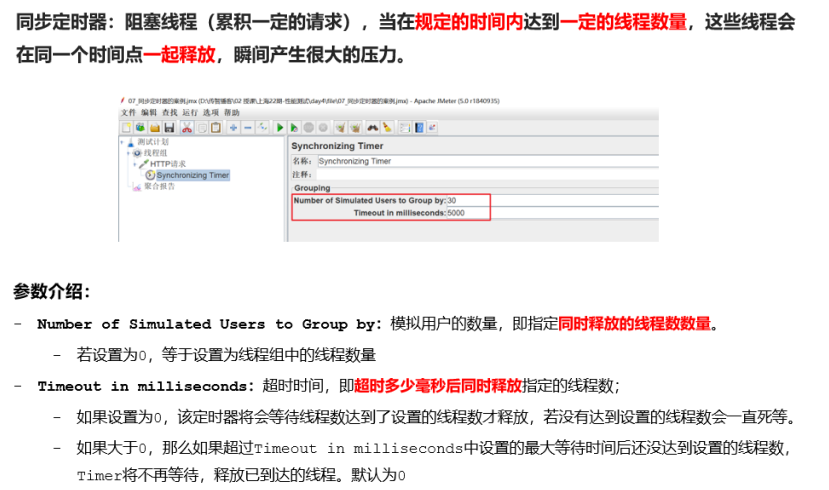 同步定时器：阻塞线程（累积一定的请求），当在规定的时间内达到一定的线程数量，这些线程会
在同一个时间点一起释放，瞬间产生很大的压力。
07_同步定时器的案例.jmx (D:\传智播客\02 授课\上海22期-性能测试\day4\file\07_同步定时器的案例.jmx) - Apache JMeter (5.0 r1840935)
文件 编辑 查找 运行 选项 帮助
测试计划
线程组
HTTP请求
Synchronizing Timer
聚合报告
Synchronizing Timer
名称： Synchronizing Timer
注释：
Grouping
Number of Simulated Users to Group by: 30
Timeout in milliseconds: 5000
参数介绍：
- Number of Simulated Users to Group by：模拟用户的数量，即指定同时释放的线程数数量。
- 若设置为0，等于设置为线程组中的线程数量
- Timeout in milliseconds：超时时间，即超时多少毫秒后同时释放指定的线程数；
- 如果设置为0，该定时器将会等待线程数达到了设置的线程数才释放，若没有达到设置的线程数会一直死等。
- 如果大于0，那么如果超过Timeout in milliseconds中设置的最大等待时间后还没达到设置的线程数，
Timer将不再等待，释放已到达的线程。默认为0